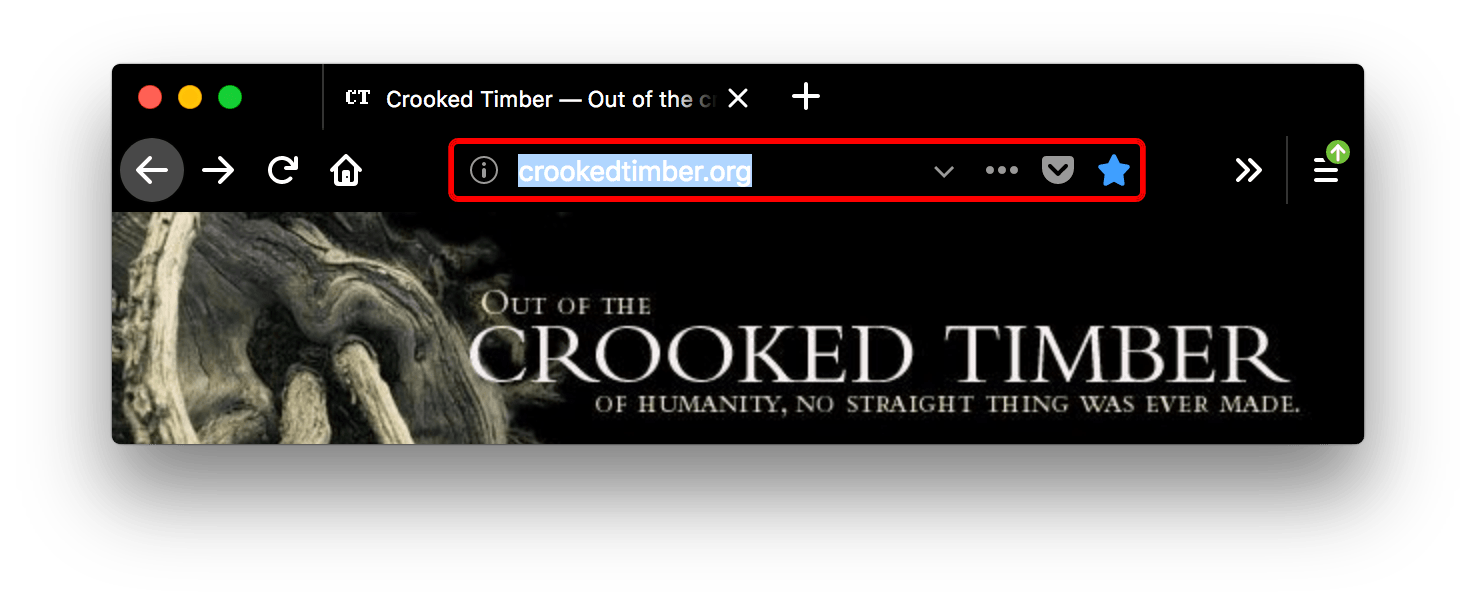 CT Crooked Timber — Out of the
crookedtimber.org
OUT OF THE
CROOKED TIMBER
OF HUMANITY, NO STRAIGHT THING WAS EVER MADE.